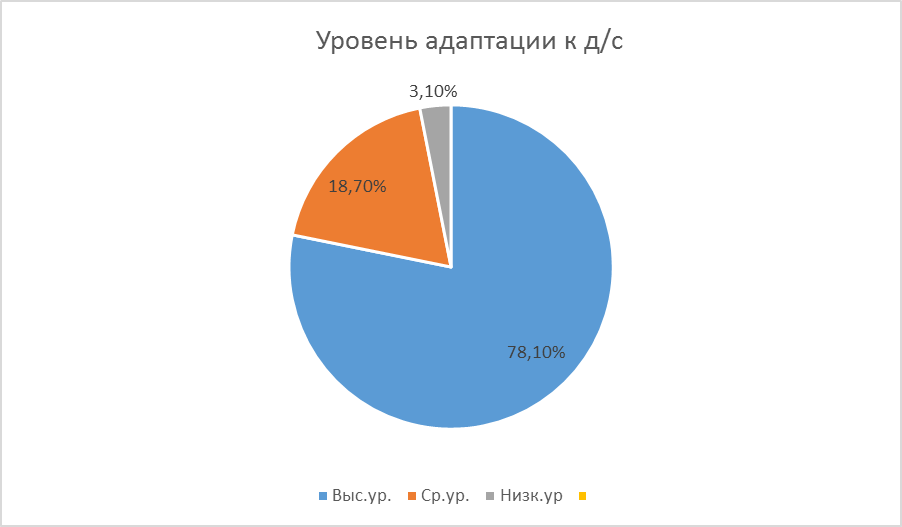 Уровень адаптации к д/с
3,10%
18,70%
78,10%
Выс.ур. Ср.ур. Низк.ур